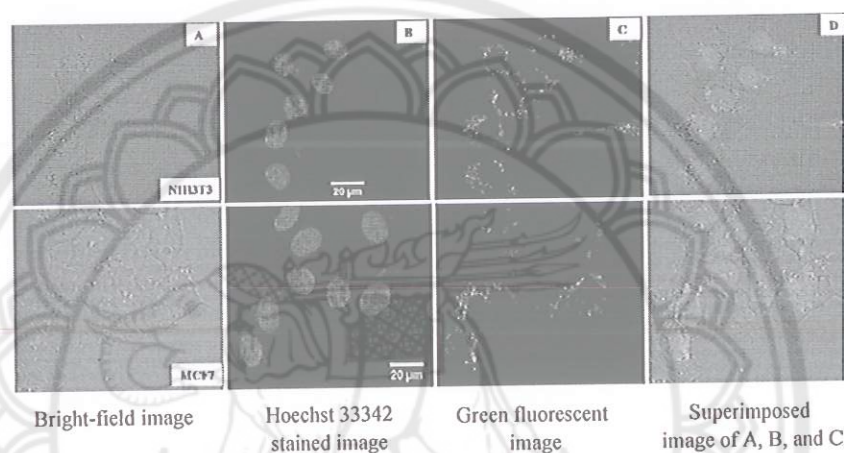 A
B
C
D
NIH3T3
20 µm
MCF7
20 µm
Bright-field image
Hoechst 33342
stained image
Green fluorescent
image
Superimposed
image of A, B, and C